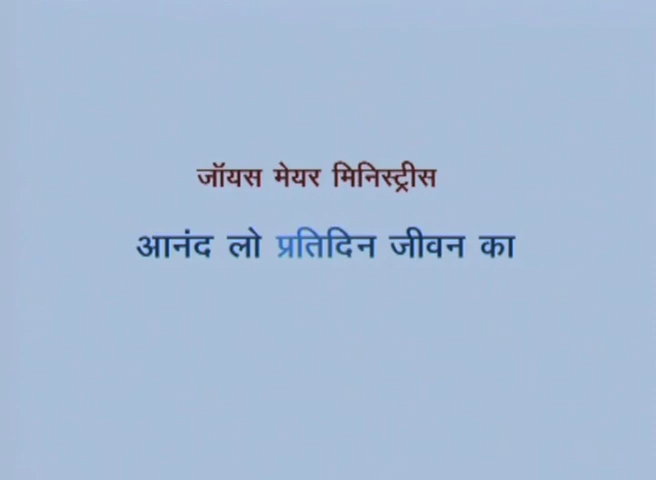 जॉयस मेयर मिनिस्ट्रीस
आनंद लो प्रतिदिन जीवन का